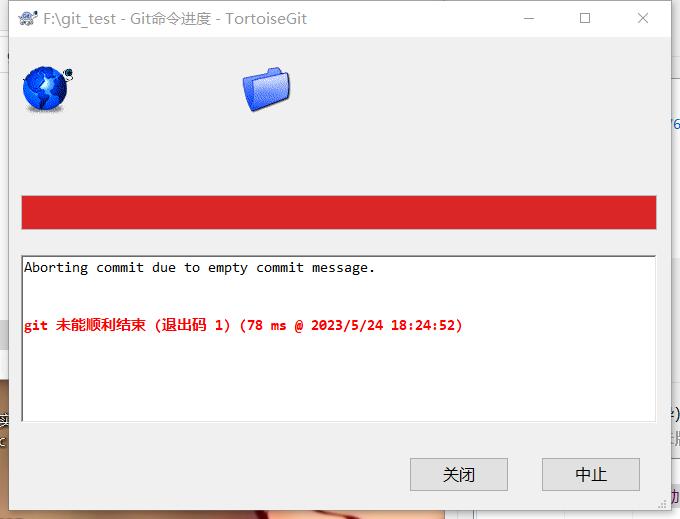 F:\git_test - Git命令进度 - TortoiseGit
Aborting commit due to empty commit message.
git 未能顺利结束 (退出码 1) (78 ms @ 2023/5/24 18:24:52)
关闭
中止